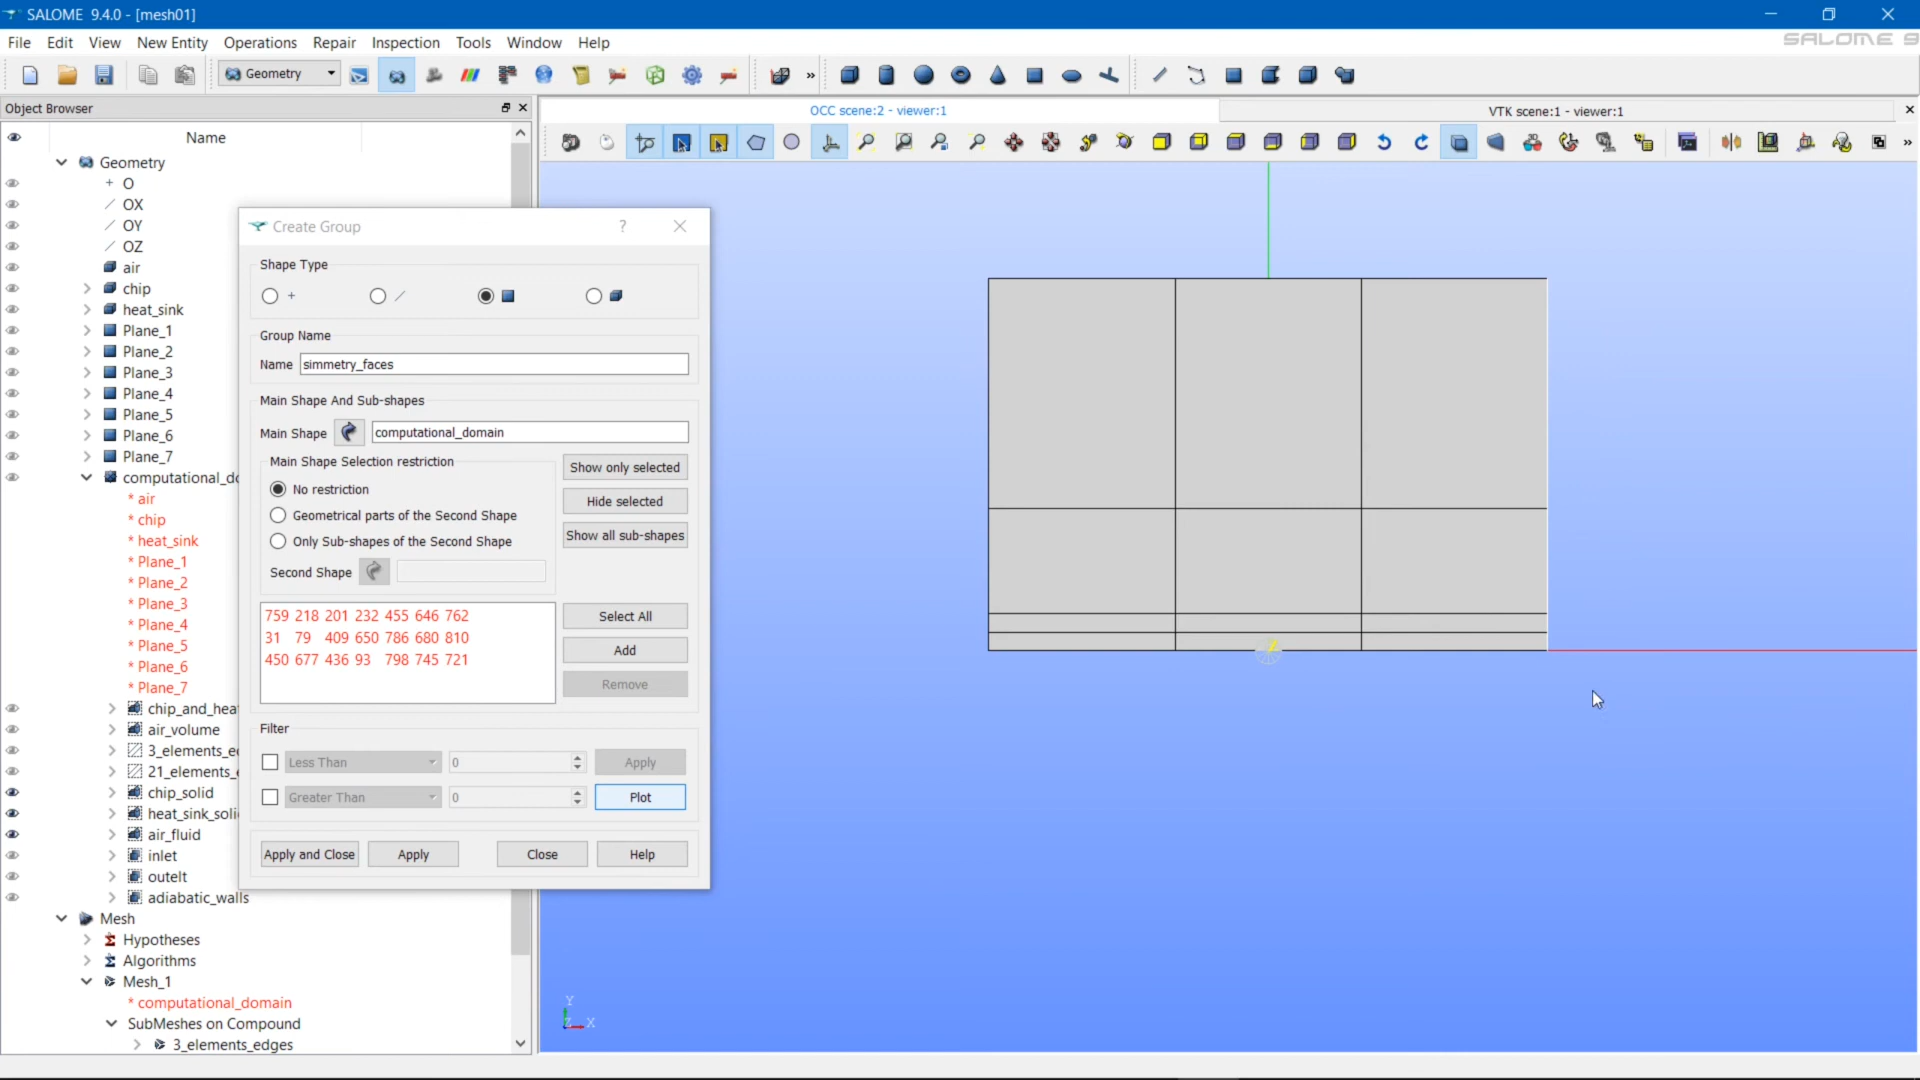 SALOME 9.4.0 - [mesh01]
File Edit View New Entity Operations Repair Inspection Tools Window Help
SALOME 9
Geometry
»
Object Browser
OCC scene:2 - viewer:1
VTK scene:1 - viewer:1
Name
»
Geometry
O
OX
OY
OZ
air
chip
heat_sink
Plane_1
Plane_2
Plane_3
Plane_4
Plane_5
Plane_6
Plane_7
computational_do
* air
* chip
* heat_sink
* Plane_1
* Plane_2
* Plane_3
* Plane_4
* Plane_5
* Plane_6
* Plane_7
chip_and_hea
air_volume
3_elements_e
21_elements_
chip_solid
heat_sink_soli
air_fluid
inlet
outelt
adiabatic_walls
Mesh
Hypotheses
Algorithms
Mesh_1
* computational_domain
SubMeshes on Compound
3_elements_edges
Create Group
?
Shape Type
Group Name
Name simmetry_faces
Main Shape And Sub-shapes
Main Shape computational_domain
Main Shape Selection restriction
No restriction
Geometrical parts of the Second Shape
Only Sub-shapes of the Second Shape
Second Shape
Show only selected
Hide selected
Show all sub-shapes
759 218 201 232 455 646 762
31 79 409 650 786 680 810
450 677 436 93 798 745 721
Select All
Add
Remove
Filter
Less Than 0 Apply
Greater Than 0 Plot
Apply and Close Apply Close Help
Z
Y
Z X